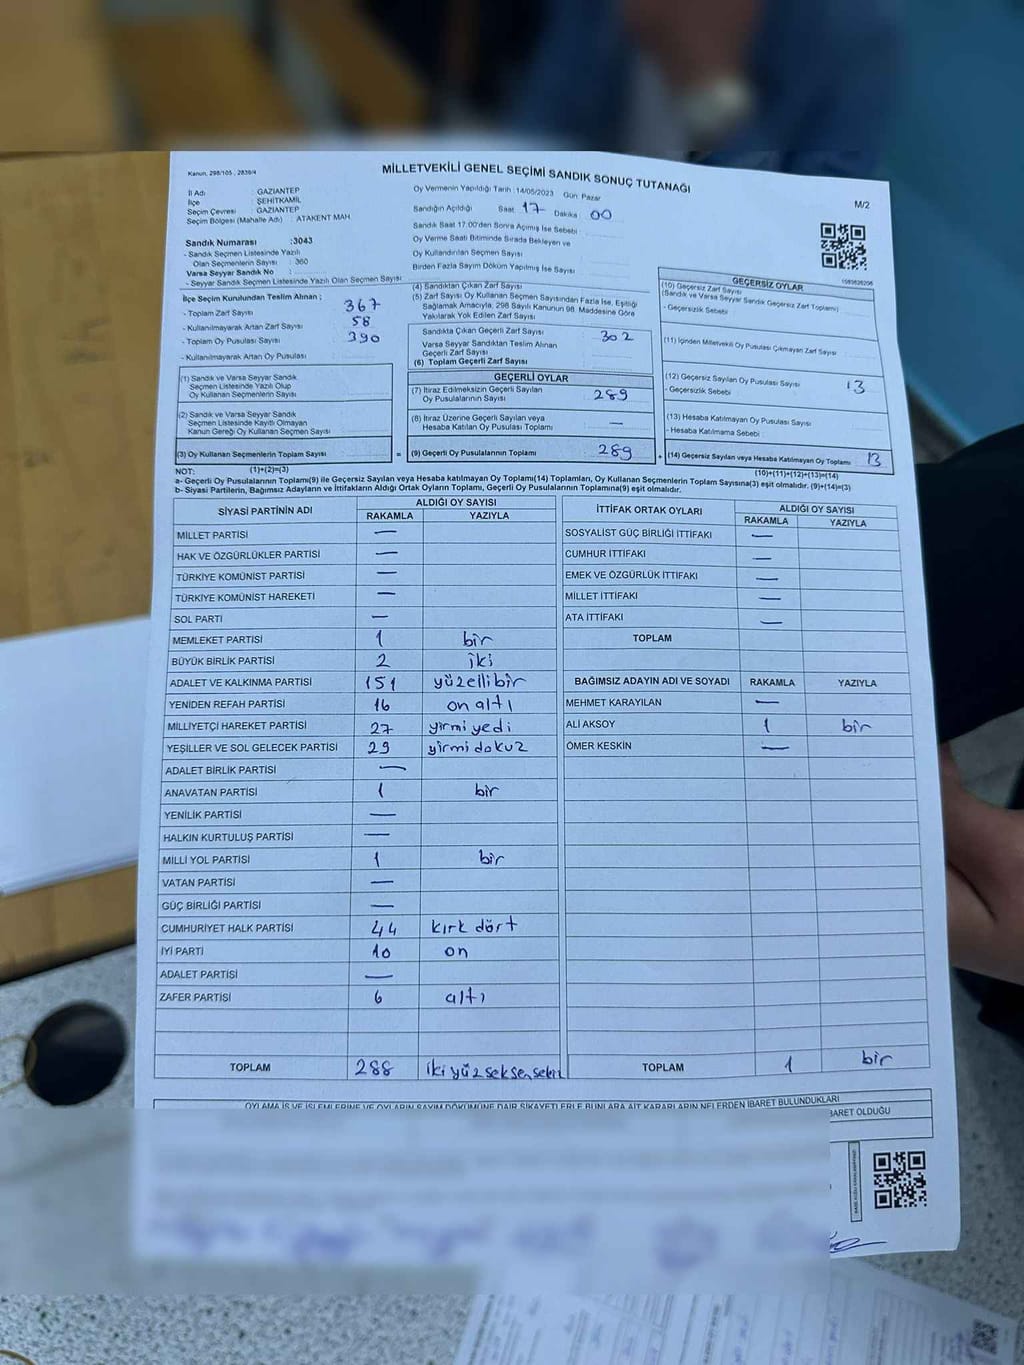 Kanun, 298/105 , 2839/4
MİLLETVEKİLİ GENEL SEÇİMİ SANDIK SONUÇ TUTANAĞI
M/2
İl Adı : GAZİANTEP
İlçe : ŞEHİTKAMİL
Seçim Çevresi : GAZİANTEP
Seçim Bölgesi (Mahalle Adı) : ATAKENT MAH
Oy Vermenin Yapıldığı Tarih : 14/05/2023 Gün: Pazar
Sandığın Açıldığı Saat 17 Dakika 00
Sandık Saat 17:00'den Sonra Açımış İse Sebebi :
Oy Verme Saati Bitiminde Sırada Bekleyen ve
Oy Kullandırılan Seçmen Sayısı
Birden Fazla Sayım Döküm Yapılmış İse Sayısı
Sandık Numarası :3043
- Sandık Seçmen Listesinde Yazılı
Olan Seçmenlerin Sayısı : 360
Varsa Seyyar Sandık No :
- Seyyar Sandık Seçmen Listesinde Yazılı Olan Seçmen Sayısı
İlçe Seçim Kurulundan Teslim Alınan ;
- Toplam Zarf Sayısı 367
- Kullanılmayarak Artan Zarf Sayısı 58
- Toplam Oy Pusulası Sayısı 390
- Kullanılmayarak Artan Oy Pusulası
(1) Sandık ve Varsa Seyyar Sandık
Seçmen Listesinde Yazılı Olup
Oy Kullanan Seçmenlerin Sayısı
(2) Sandık ve Varsa Seyyar Sandık
Seçmen Listesinde Kayıtlı Olmayan
Kanun Gereği Oy Kullanan Seçmen Sayısı
(3) Oy Kullanan Seçmenlerin Toplam Sayısı =
(4) Sandıktan Çıkan Zarf Sayısı
(5) Zarf Sayısı Oy Kullanan Seçmen Sayısından Fazla İse, Eşitliği
Sağlamak Amacıyla, 298 Sayılı Kanunun 98. Maddesine Göre
Yakılarak Yok Edilen Zarf Sayısı
Sandıkta Çıkan Geçerli Zarf Sayısı 302
Varsa Seyyar Sandıktan Teslim Alınan
Geçerli Zarf Sayısı
(6) Toplam Geçerli Zarf Sayısı
GEÇERLİ OYLAR
(7) İtiraz Edilmeksizin Geçerli Sayılan
Oy Pusulalarının Sayısı 289
(8) İtiraz Üzerine Geçerli Sayılan veya
Hesaba Katılan Oy Pusulası Toplamı —
(9) Geçerli Oy Pusulalarının Toplamı 289 +
GEÇERSİZ OYLAR
(10) Geçersiz Zarf Sayısı
(Sandık ve Varsa Seyyar Sandık Geçersiz Zarf Toplamı)
- Geçersizlik Sebebi :
(11) İçinden Milletvekili Oy Pusulası Çıkmayan Zarf Sayısı
(12) Geçersiz Sayılan Oy Pusulası Sayısı 13
- Geçersizlik Sebebi :
(13) Hesaba Katılmayan Oy Pusulası Sayısı
- Hesaba Katılmama Sebebi :
(14) Geçersiz Sayılan veya Hesaba Katılmayan Oy Toplamı 13
NOT: (1)+(2)=(3) (10)+(11)+(12)+(13)=(14)
a- Geçerli Oy Pusulaları Toplamı(9) ile Geçersiz Sayılan veya Hesaba katılmayan Oy Toplamı(14) Toplamları, Oy Kullanan Seçmenlerin Toplam Sayısına(3) eşit olmalıdır. (9)+(14)=(3)
b- Siyasi Partilerin, Bağımsız Adayların ve İttifakların Aldığı Ortak Oyların Toplamı, Geçerli Oy Pusulalarının Toplamına(9) eşit olmalıdır.
SİYASİ PARTİNİN ADI ALDIĞI OY SAYISI
RAKAMLA YAZIYLA
MİLLET PARTİSİ —
HAK VE ÖZGÜRLÜKLER PARTİSİ —
TÜRKİYE KOMÜNİST PARTİSİ —
TÜRKİYE KOMÜNİST HAREKETİ —
SOL PARTİ —
MEMLEKET PARTİSİ 1 bir
BÜYÜK BİRLİK PARTİSİ 2 iki
ADALET VE KALKINMA PARTİSİ 151 yüzellibir
YENİDEN REFAH PARTİSİ 16 on altı
MİLLİYETÇİ HAREKET PARTİSİ 27 yirmi yedi
YEŞİLLER VE SOL GELECEK PARTİSİ 29 yirmi dokuz
ADALET BİRLİK PARTİSİ —
ANAVATAN PARTİSİ 1 bir
YENİLİK PARTİSİ —
HALKIN KURTULUŞ PARTİSİ —
MİLLİ YOL PARTİSİ 1 bir
VATAN PARTİSİ —
GÜÇ BİRLİĞİ PARTİSİ —
CUMHURİYET HALK PARTİSİ 44 kırk dört
İYİ PARTİ 10 on
ADALET PARTİSİ —
ZAFER PARTİSİ 6 altı
TOPLAM 288 iki yüz seksen sekiz
İTTİFAK ORTAK OYLARI ALDIĞI OY SAYISI
RAKAMLA YAZIYLA
SOSYALİST GÜÇ BİRLİĞİ İTTİFAKI —
CUMHUR İTTİFAKI —
EMEK VE ÖZGÜRLÜK İTTİFAKI —
MİLLET İTTİFAKI —
ATA İTTİFAKI —
TOPLAM
BAĞIMSIZ ADAYIN ADI VE SOYADI RAKAMLA YAZIYLA
MEHMET KARAYILAN —
ALİ AKSOY 1 bir
ÖMER KESKİN —
TOPLAM 1 bir
OYLAMA İŞ VE İŞLEMLERİNE VE OYLARIN SAYIM DÖKÜMÜNE DAİR ŞİKAYETLERLE BUNLARA AİT KARARLARIN NELERDEN İBARET BULUNDUKLARI
BARET OLDUĞU